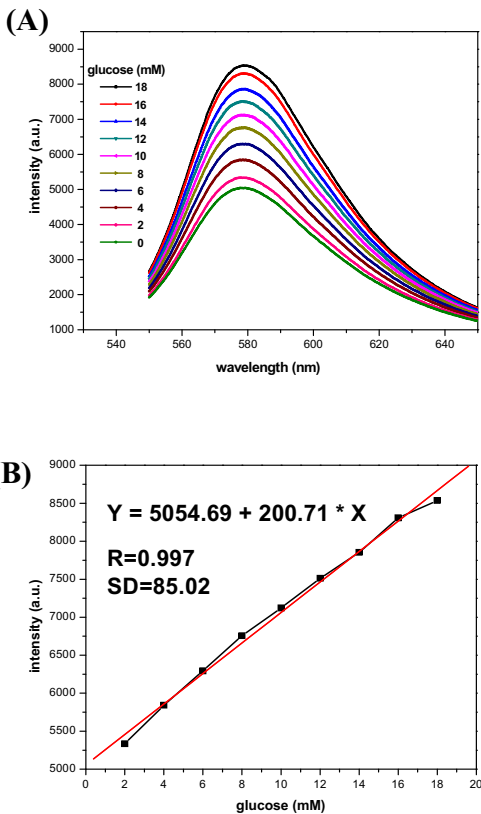 (A)
9000
8000
7000
6000
5000
4000
3000
2000
1000
intensity (a.u.)
glucose (mM)
18
16
14
12
10
8
6
4
2
0
540 560 580 600 620 640
wavelength (nm)
B)
9000
8500
8000
7500
7000
6500
6000
5500
5000
intensity (a.u.)
Y = 5054.69 + 200.71 * X
R=0.997
SD=85.02
0 2 4 6 8 10 12 14 16 18 20
glucose (mM)